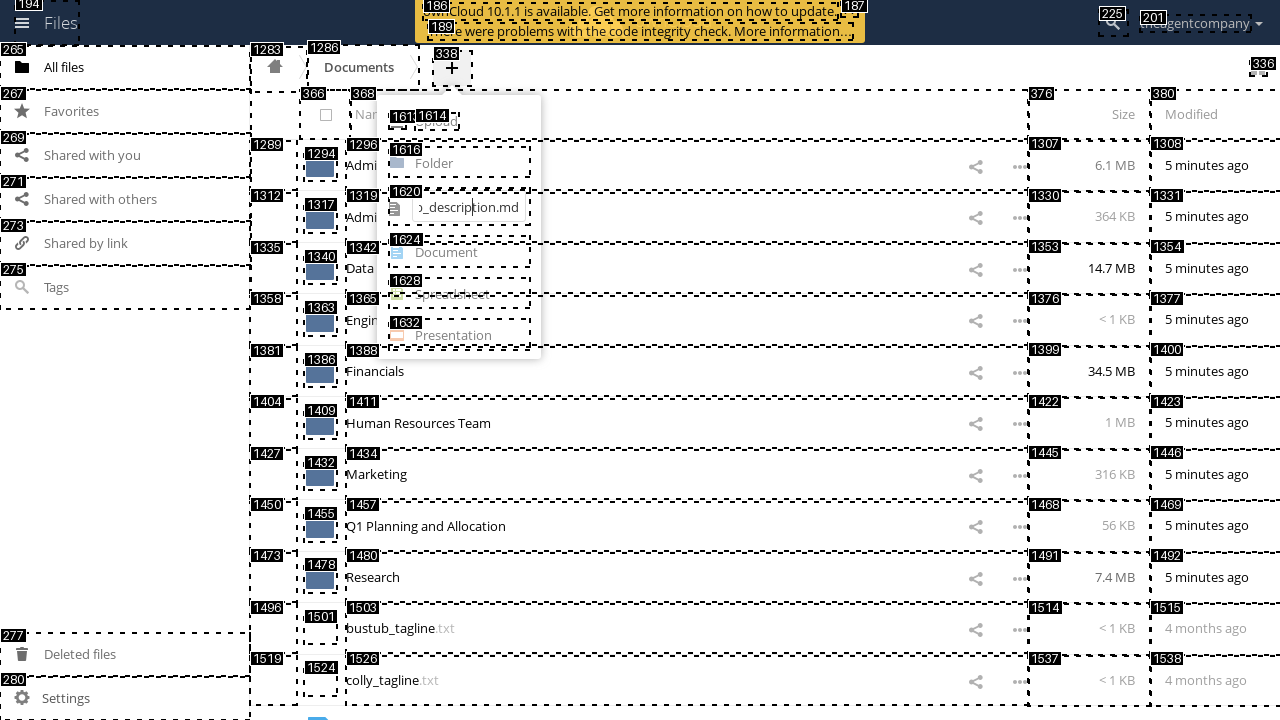 194
Files
186
ownCloud 10.1.1 is available. Get more information on how to update.
187
189
There were problems with the code integrity check. More information…
225
201
theagentcompany
265
All files
267
Favorites
269
Shared with you
271
Shared with others
273
Shared by link
275
Tags
277
Deleted files
280
Settings
1283
1286
Documents
338
+
336
366
368
376
Size
380
Modified
1614
Upload
1616
Folder
1620
_description.md
1624
Document
1628
Spreadsheet
1632
Presentation
1289
1294
1296
Admi
1307
6.1 MB
1308
5 minutes ago
1312
1317
1319
Admi
1330
364 KB
1331
5 minutes ago
1335
1340
1342
Data
1353
14.7 MB
1354
5 minutes ago
1358
1363
1365
Engin
1376
< 1 KB
1377
5 minutes ago
1381
1386
1388
Financials
1399
34.5 MB
1400
5 minutes ago
1404
1409
1411
Human Resources Team
1422
1 MB
1423
5 minutes ago
1427
1432
1434
Marketing
1445
316 KB
1446
5 minutes ago
1450
1455
1457
Q1 Planning and Allocation
1468
56 KB
1469
5 minutes ago
1473
1478
1480
Research
1491
7.4 MB
1492
5 minutes ago
1496
1501
1503
bustub_tagline.txt
1514
< 1 KB
1515
4 months ago
1519
1524
1526
colly_tagline.txt
1537
< 1 KB
1538
4 months ago